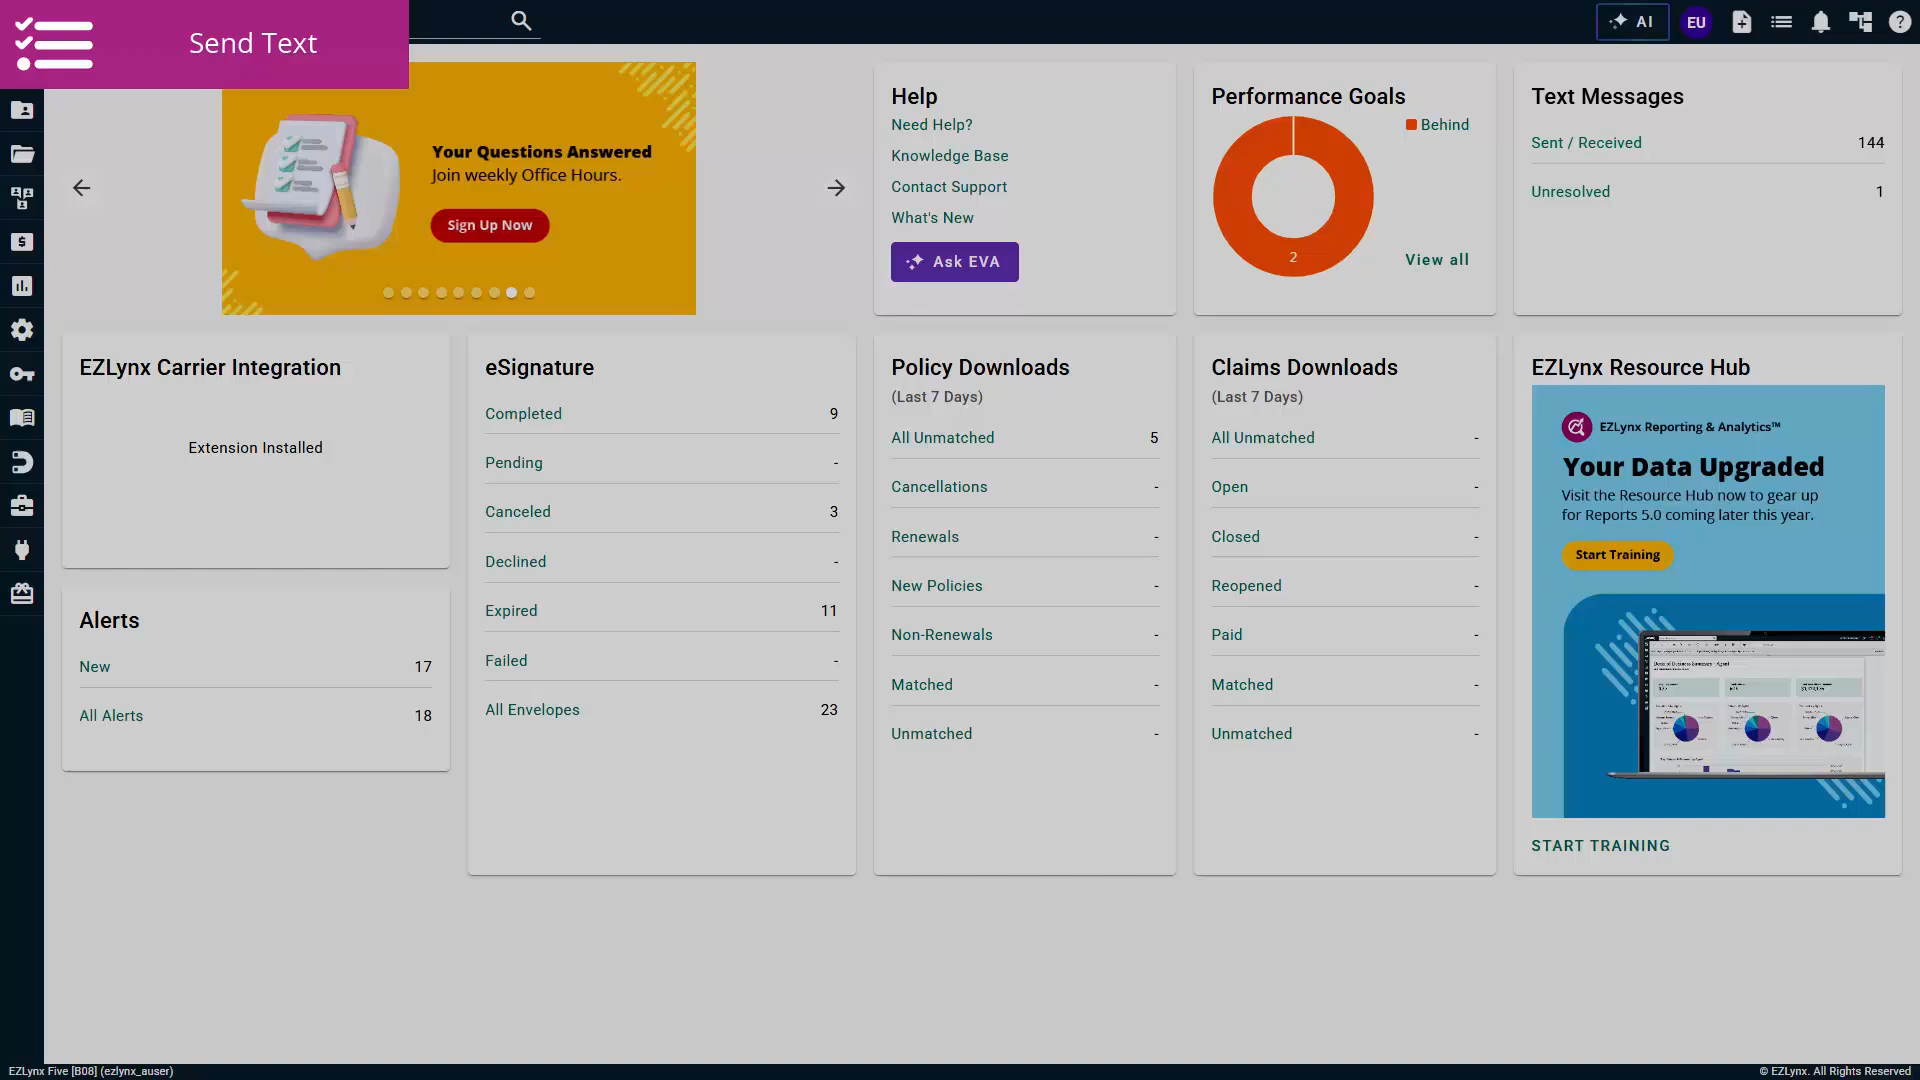 Send Text
AI
EU
Your Questions Answered
Join weekly Office Hours.
Sign Up Now
Help
Need Help?
Knowledge Base
Contact Support
What's New
Ask EVA
Performance Goals
Behind
2
View all
Text Messages
Sent / Received 144
Unresolved 1
EZLynx Carrier Integration
Extension Installed
Alerts
New 17
All Alerts 18
eSignature
Completed 9
Pending -
Canceled 3
Declined -
Expired 11
Failed -
All Envelopes 23
Policy Downloads
(Last 7 Days)
All Unmatched 5
Cancellations -
Renewals -
New Policies -
Non-Renewals -
Matched -
Unmatched -
Claims Downloads
(Last 7 Days)
All Unmatched -
Open -
Closed -
Reopened -
Paid -
Matched -
Unmatched -
EZLynx Resource Hub
EZLynx Reporting & Analytics™
Your Data Upgraded
Visit the Resource Hub now to gear up
for Reports 5.0 coming later this year.
Start Training
START TRAINING
EZLynx Five [B08] (ezlynx_auser)
© EZLynx. All Rights Reserved